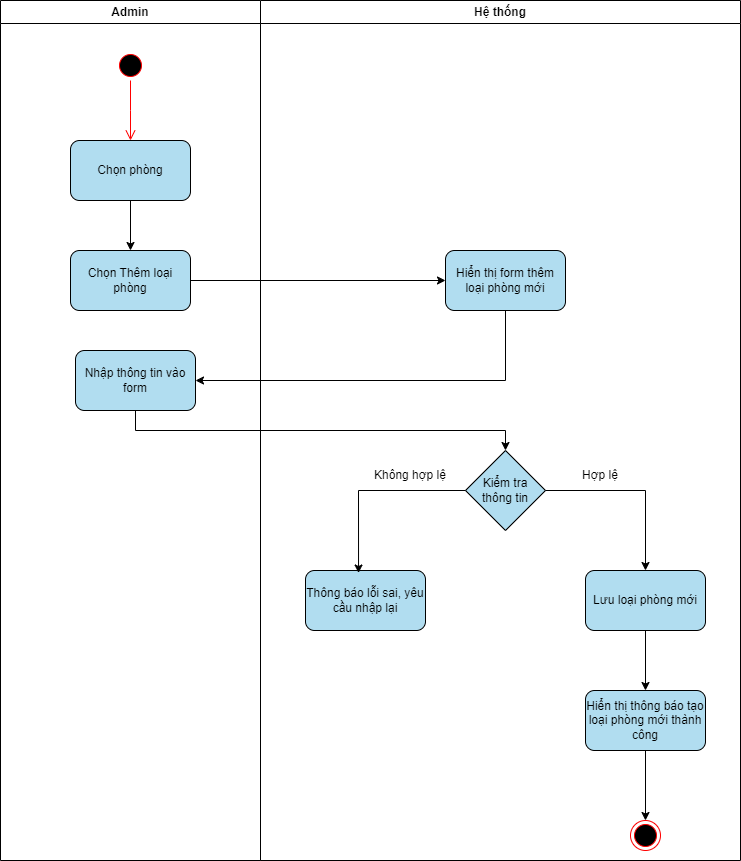 Admin
Hệ thống
Chọn phòng
Chọn Thêm loại
phòng
Hiển thị form thêm
loại phòng mới
Nhập thông tin vào
form
Kiểm tra
thông tin
Không hợp lệ
Hợp lệ
Thông báo lỗi sai, yêu
cầu nhập lại
Lưu loại phòng mới
Hiển thị thông báo tạo
loại phòng mới thành
công